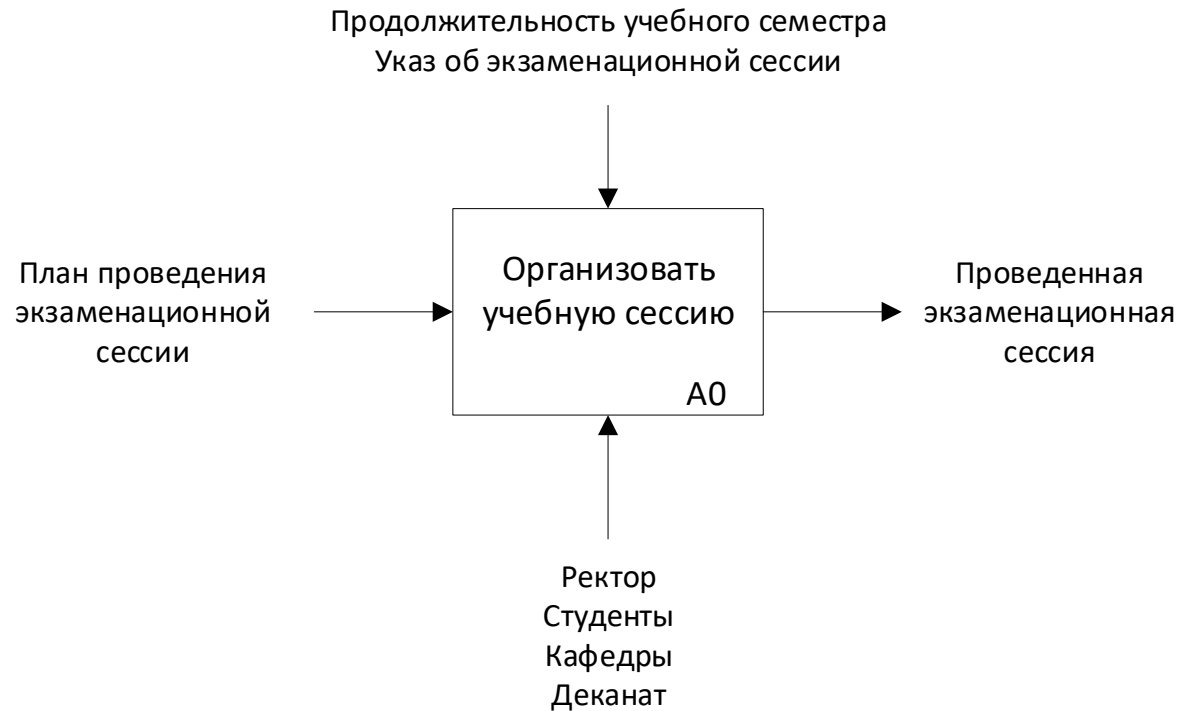 Продолжительность учебного семестра
Указ об экзаменационной сессии
План проведения
экзаменационной
сессии
Организовать
учебную сессию
А0
Проведенная
экзаменационная
сессия
Ректор
Студенты
Кафедры
Деканат